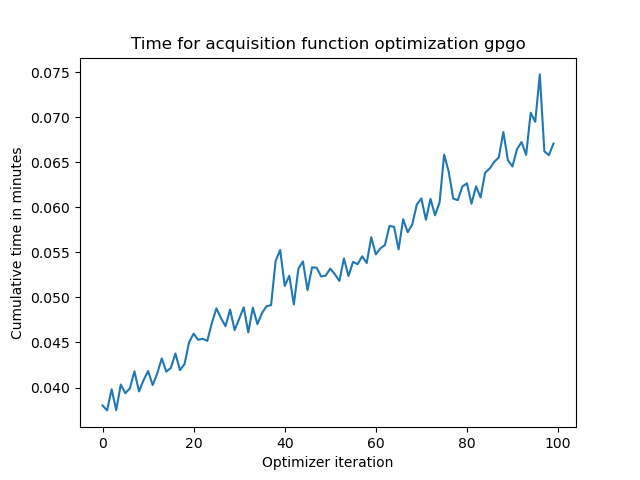 Time for acquisition function optimization gpgo
0.075
0.070
0.065
0.060
0.055
0.050
0.045
0.040
Cumulative time in minutes
0 20 40 60 80 100
Optimizer iteration